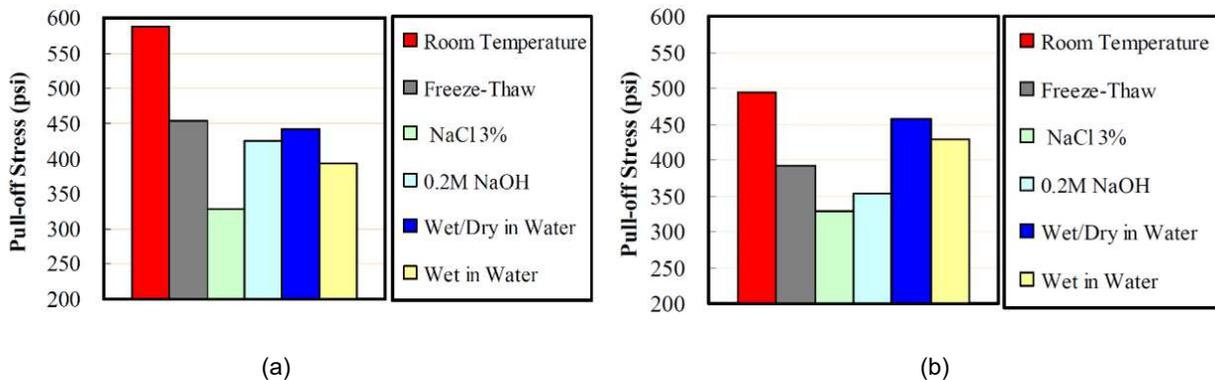 Pull-off Stress (psi)
600
550
500
450
400
350
300
250
200
Room Temperature
Freeze-Thaw
NaCl 3%
0.2M NaOH
Wet/Dry in Water
Wet in Water
(a)
Pull-off Stress (psi)
600
550
500
450
400
350
300
250
200
Room Temperature
Freeze-Thaw
NaCl 3%
0.2M NaOH
Wet/Dry in Water
Wet in Water
(b)